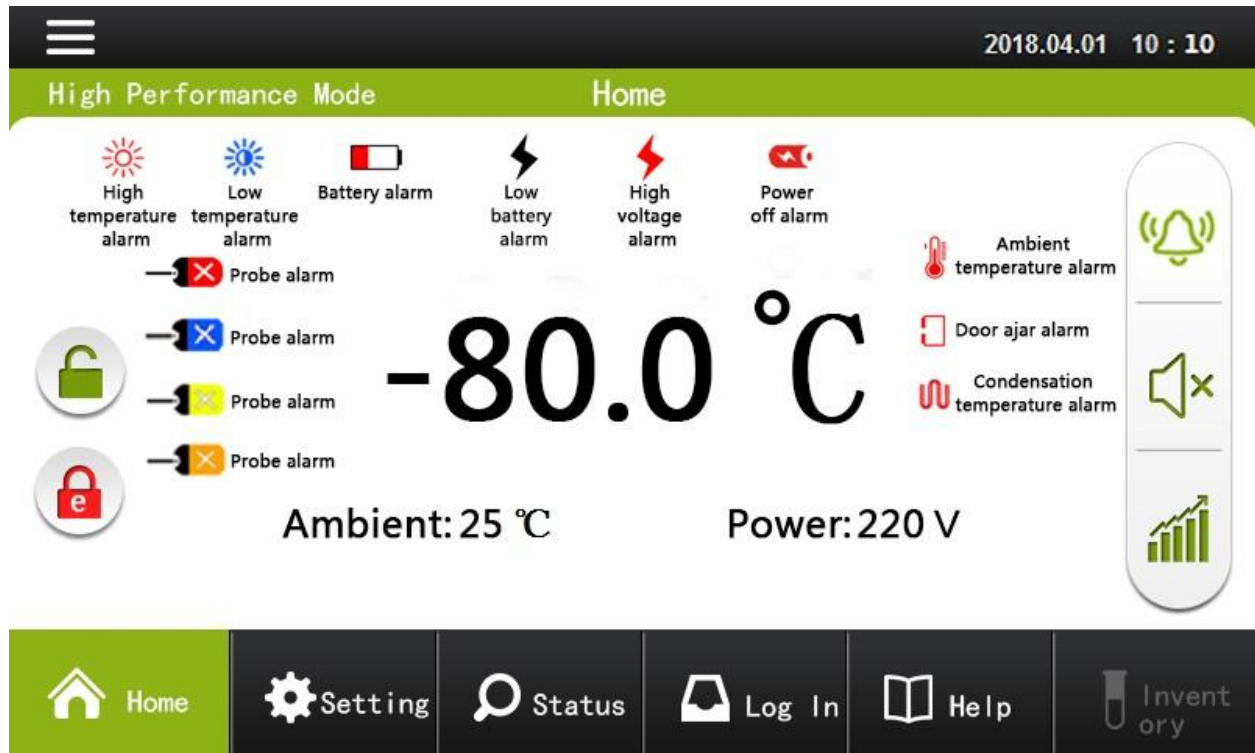 2018.04.01 10 : 10
High Performance Mode
Home
High
temperature
alarm
Low
temperature
alarm
Battery alarm
Low
battery
alarm
High
voltage
alarm
Power
off alarm
Probe alarm
Probe alarm
Probe alarm
Probe alarm
-80.0 ℃
Ambient
temperature alarm
Door ajar alarm
Condensation
temperature alarm
e
Ambient: 25 ℃
Power: 220 V
Home
Setting
Status
Log In
Help
Invent
ory